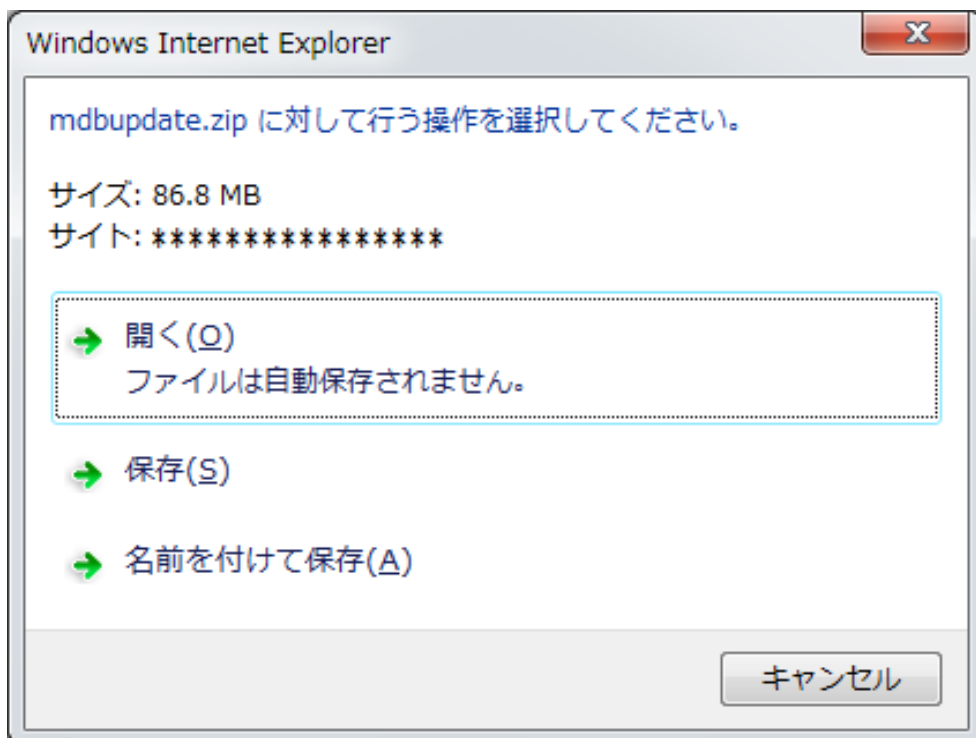 Windows Internet Explorer
mdbupdate.zip に対して行う操作を選択してください。
サイズ: 86.8 MB
サイト: ****************
開く(O)
ファイルは自動保存されません。
保存(S)
名前を付けて保存(A)
キャンセル